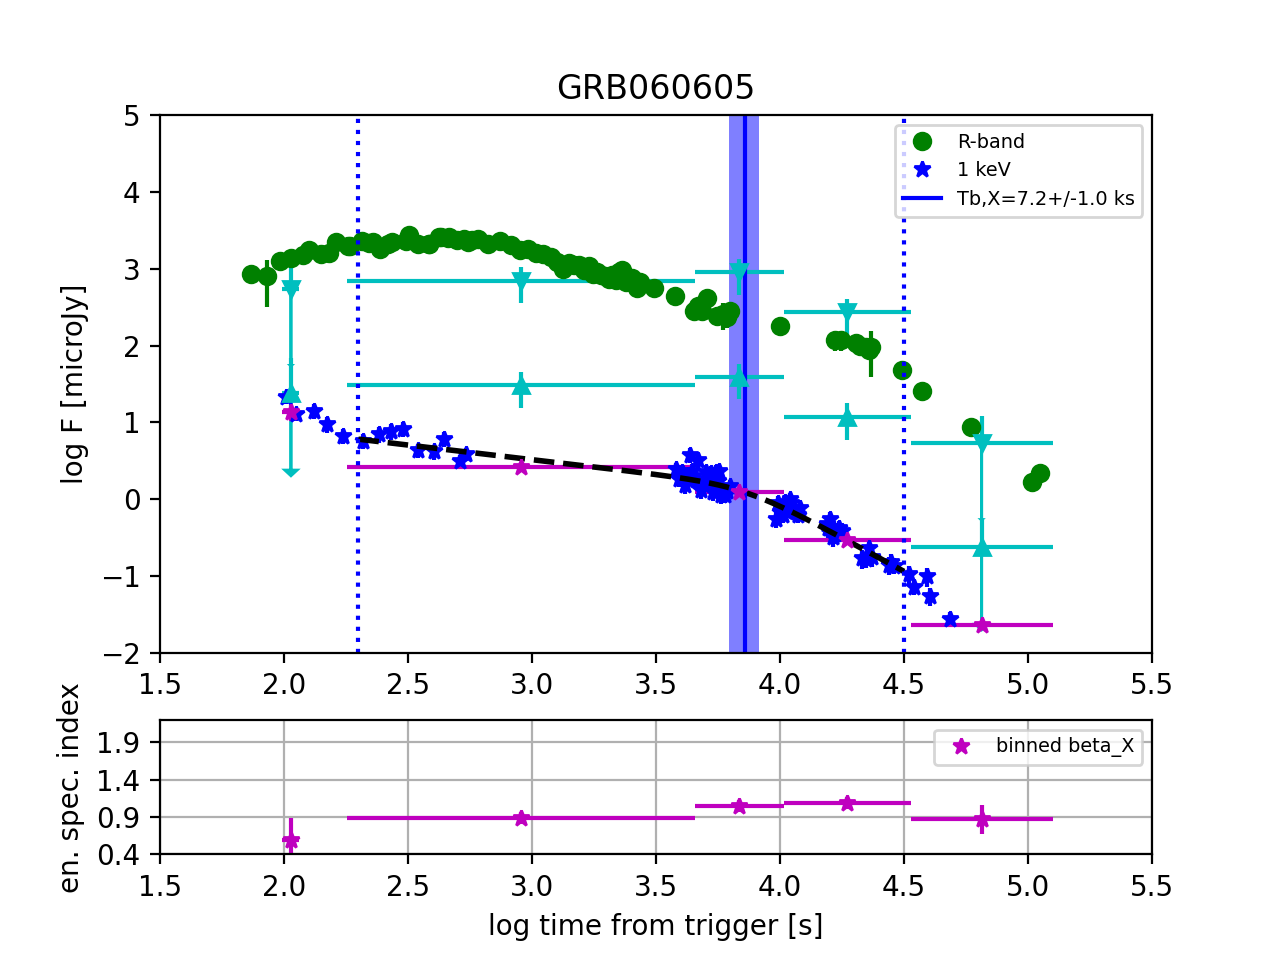 GRB060605
log F [microJy]
5
4
3
2
1
0
−1
−2
R-band
1 keV
Tb,X=7.2+/-1.0 ks
1.5 2.0 2.5 3.0 3.5 4.0 4.5 5.0 5.5
en. spec. index
1.9
1.4
0.9
0.4
binned beta_X
1.5 2.0 2.5 3.0 3.5 4.0 4.5 5.0 5.5
log time from trigger [s]